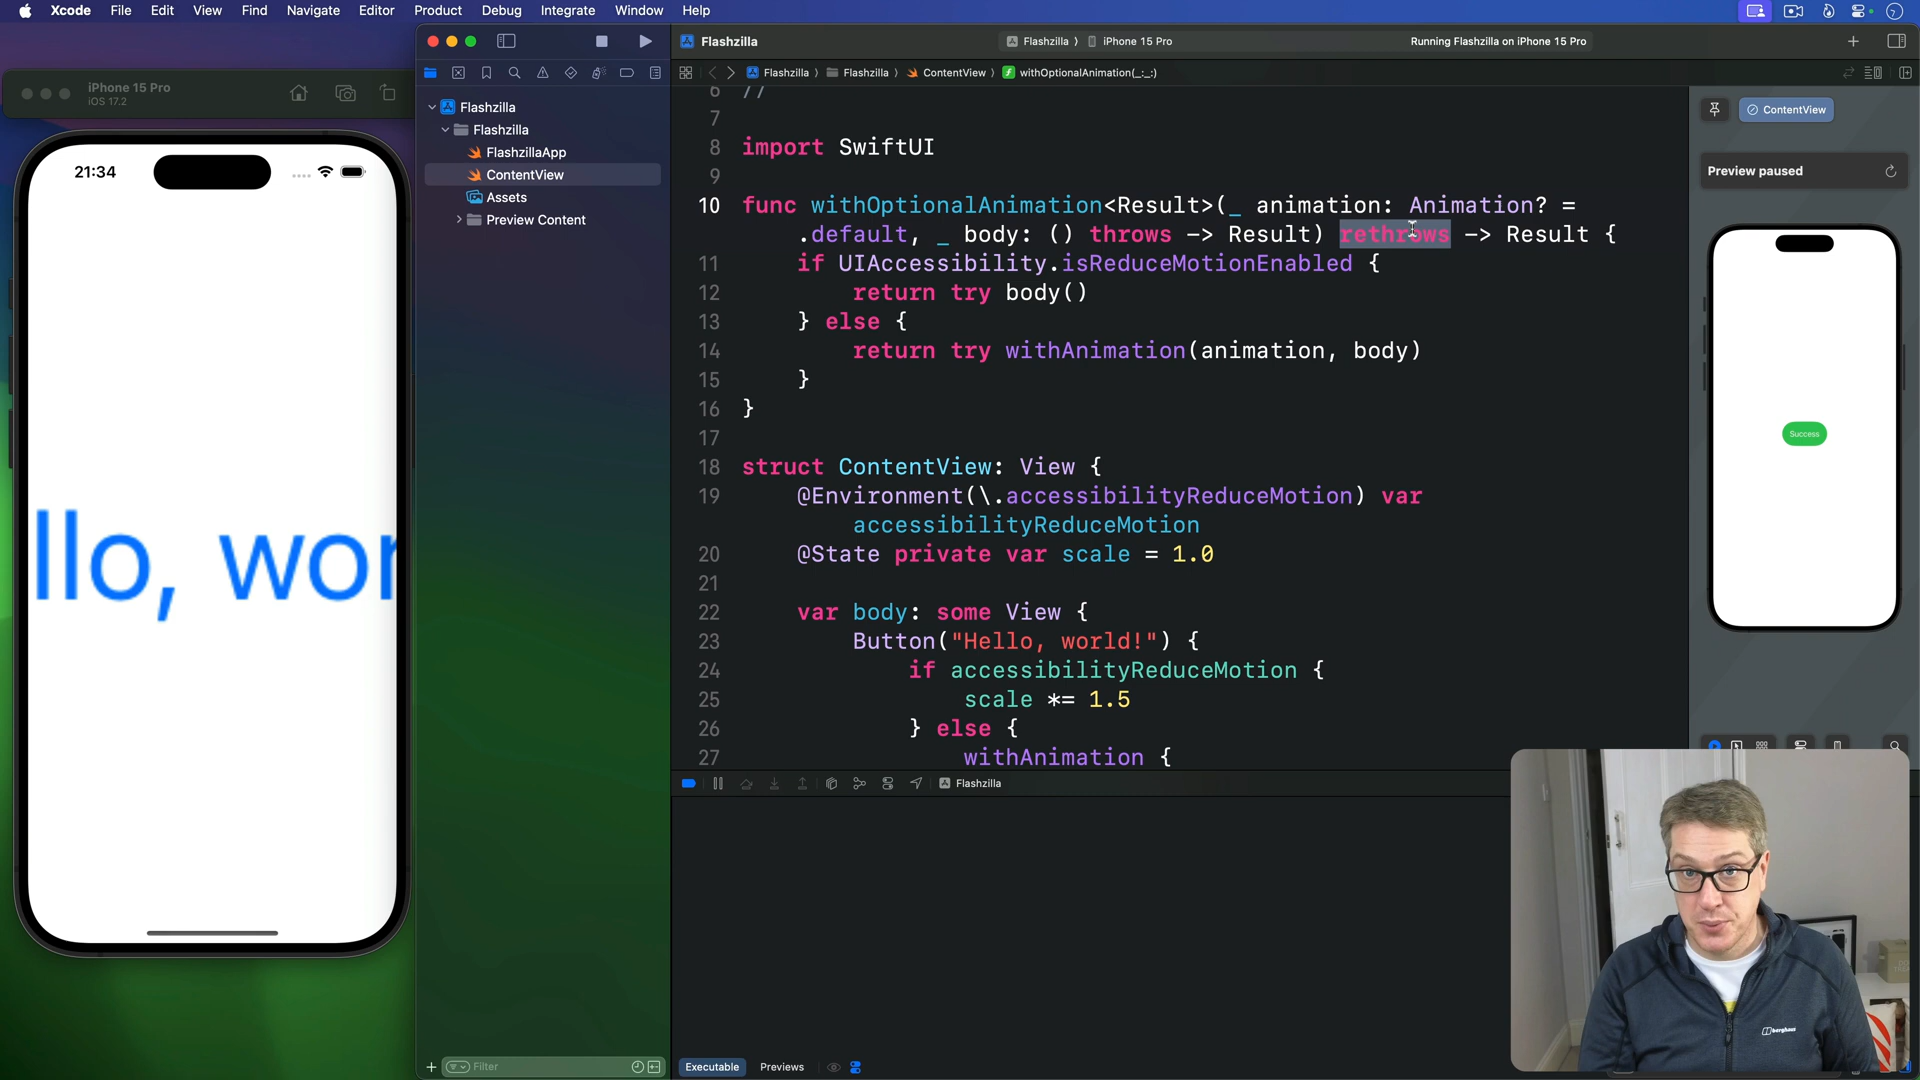 Xcode File Edit View Find Navigate Editor Product Debug Integrate Window Help
iPhone 15 Pro
iOS 17.2
21:34
llo, wor
Flashzilla
Flashzilla
FlashzillaApp
ContentView
Assets
Preview Content
Filter
Flashzilla
Flashzilla iPhone 15 Pro
Running Flashzilla on iPhone 15 Pro
Flashzilla Flashzilla ContentView withOptionalAnimation(_:_:)
6 //
7
8 import SwiftUI
9
10 func withOptionalAnimation<Result>(_ animation: Animation? =
.default, _ body: () throws -> Result) rethrows -> Result {
11 if UIAccessibility.isReduceMotionEnabled {
12 return try body()
13 } else {
14 return try withAnimation(animation, body)
15 }
16 }
17
18 struct ContentView: View {
19 @Environment(\.accessibilityReduceMotion) var
accessibilityReduceMotion
20 @State private var scale = 1.0
21
22 var body: some View {
23 Button("Hello, world!") {
24 if accessibilityReduceMotion {
25 scale *= 1.5
26 } else {
27 withAnimation {
Flashzilla
Executable Previews
ContentView
Preview paused
Success
berghaus